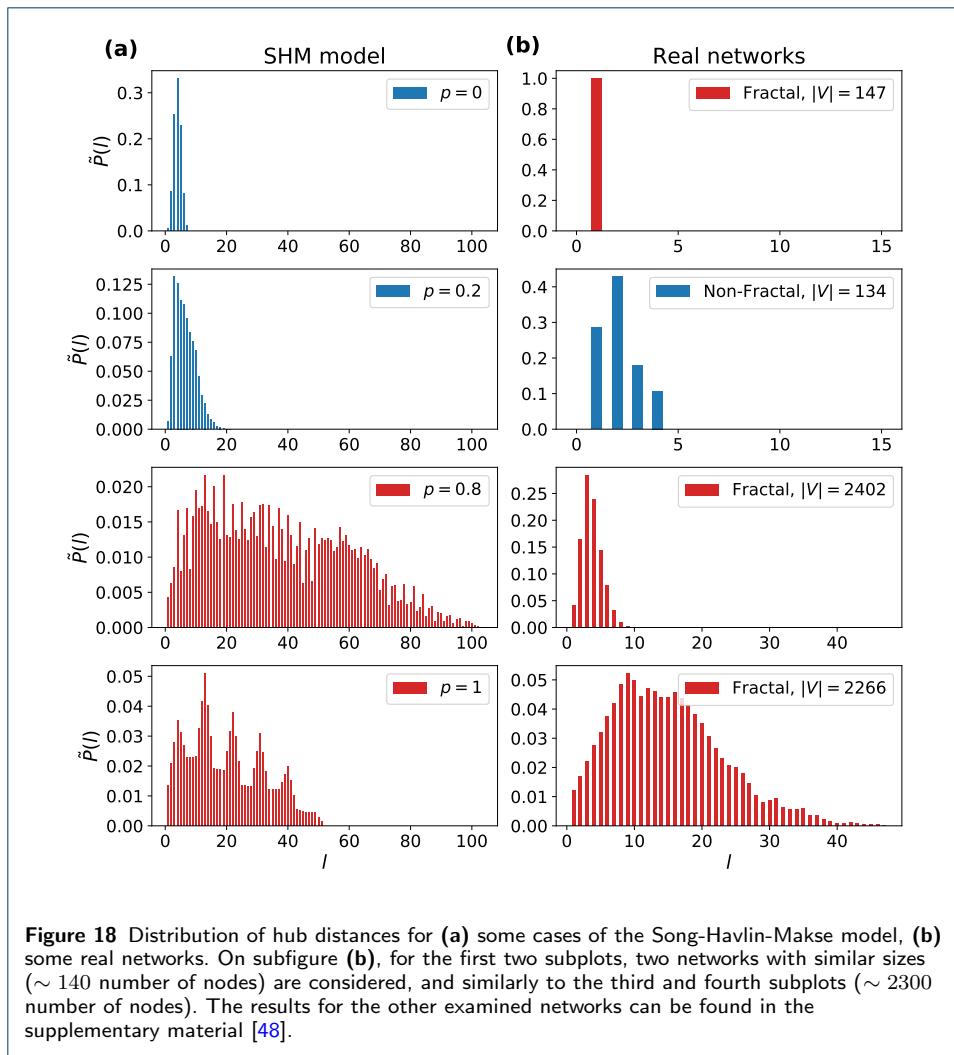 (a)
SHM model
0.3
0.2
0.1
0.0
P̃(l)
p = 0
0 20 40 60 80 100
0.125
0.100
0.075
0.050
0.025
0.000
P̃(l)
p = 0.2
0 20 40 60 80 100
0.020
0.015
0.010
0.005
0.000
P̃(l)
p = 0.8
0 20 40 60 80 100
0.05
0.04
0.03
0.02
0.01
0.00
P̃(l)
p = 1
0 20 40 60 80 100
l
(b)
Real networks
1.0
0.8
0.6
0.4
0.2
0.0
Fractal, |V| = 147
0 5 10 15
0.4
0.3
0.2
0.1
0.0
Non-Fractal, |V| = 134
0 5 10 15
0.25
0.20
0.15
0.10
0.05
0.00
Fractal, |V| = 2402
0 10 20 30 40
0.05
0.04
0.03
0.02
0.01
0.00
Fractal, |V| = 2266
0 10 20 30 40
l
Figure 18 Distribution of hub distances for (a) some cases of the Song-Havlin-Makse model, (b)
some real networks. On subfigure (b), for the first two subplots, two networks with similar sizes
(∼ 140 number of nodes) are considered, and similarly to the third and fourth subplots (∼ 2300
number of nodes). The results for the other examined networks can be found in the
supplementary material [48].